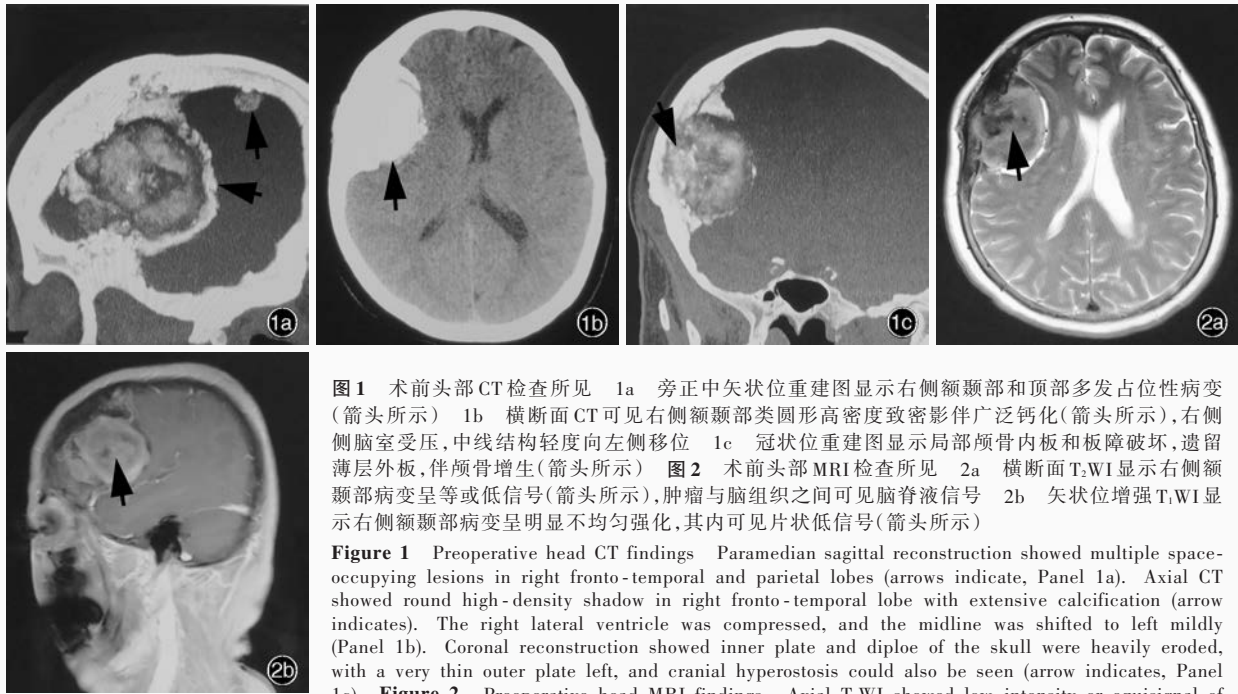 1a
1b
1c
2a
2b
图1 术前头部CT检查所见 1a 旁正中矢状位重建图显示右侧额颞部和顶部多发占位性病变
(箭头所示) 1b 横断面CT可见右侧额颞部类圆形高密度致密影伴广泛钙化(箭头所示),右侧
侧脑室受压,中线结构轻度向左侧移位 1c 冠状位重建图显示局部颅骨内板和板障破坏,遗留
薄层外板,伴颅骨增生(箭头所示) 图2 术前头部MRI检查所见 2a 横断面T₂WI显示右侧额
颞部病变呈等或低信号(箭头所示),肿瘤与脑组织之间可见脑脊液信号 2b 矢状位增强T₁WI显
示右侧额颞部病变呈明显不均匀强化,其内可见片状低信号(箭头所示)
Figure 1 Preoperative head CT findings Paramedian sagittal reconstruction showed multiple space-
occupying lesions in right fronto-temporal and parietal lobes (arrows indicate, Panel 1a). Axial CT
showed round high-density shadow in right fronto-temporal lobe with extensive calcification (arrow
indicates). The right lateral ventricle was compressed, and the midline was shifted to left mildly
(Panel 1b). Coronal reconstruction showed inner plate and diploe of the skull were heavily eroded,
with a very thin outer plate left, and cranial hyperostosis could also be seen (arrow indicates, Panel
1c). Figure 2 Preoperative head MRI findings Axial T₂WI showed low-intensity or equisignal of